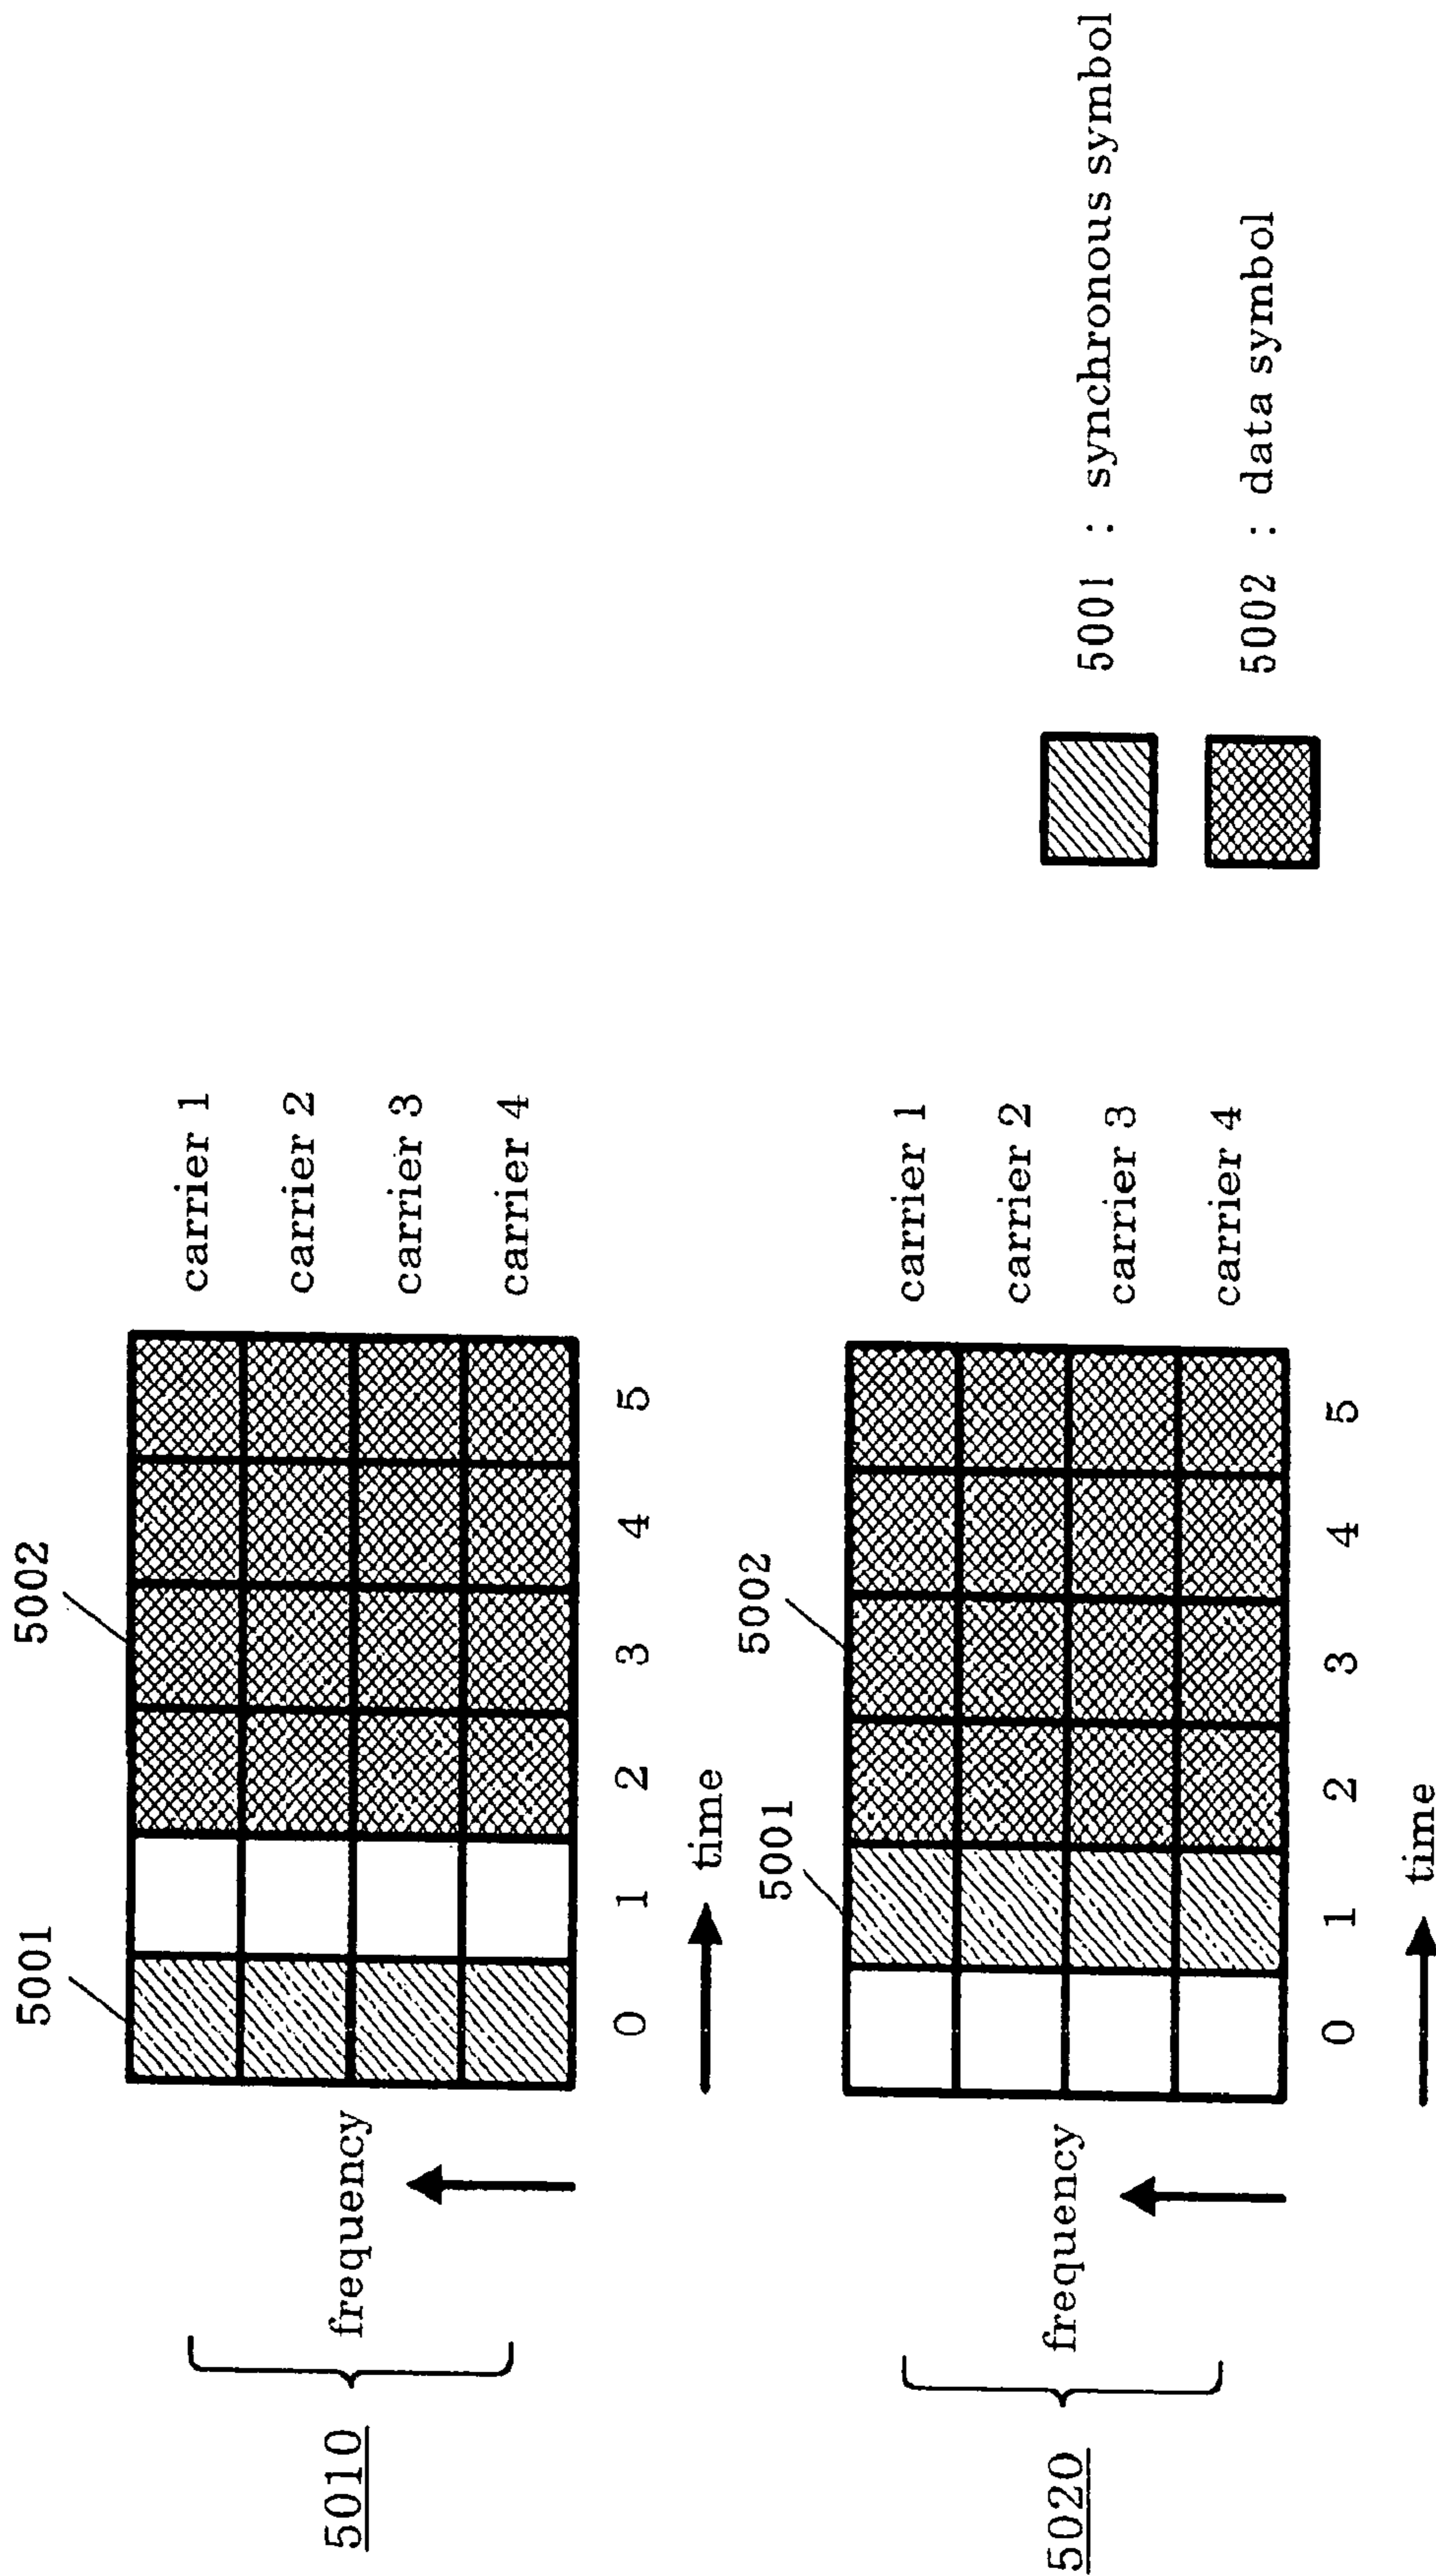 5001
5002
carrier 1
carrier 2
carrier 3
carrier 4
5010
frequency
0 1 2 3 4 5
time
5001
5002
carrier 1
carrier 2
carrier 3
carrier 4
5020
frequency
0 1 2 3 4 5
time
5001 : synchronous symbol
5002 : data symbol